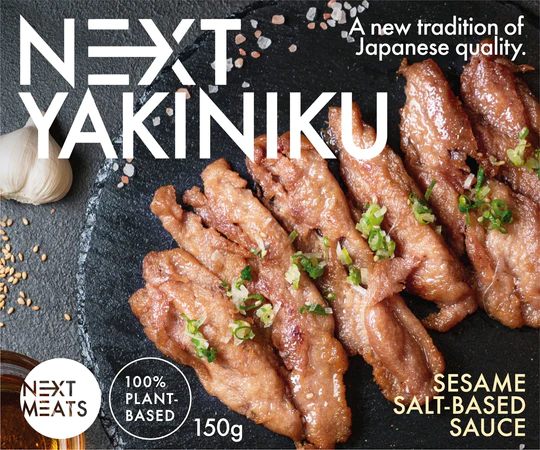 NEXT
YAKINIKU
A new tradition of
Japanese quality.
NEXT
MEATS
100%
PLANT-
BASED
150g
SESAME
SALT-BASED
SAUCE